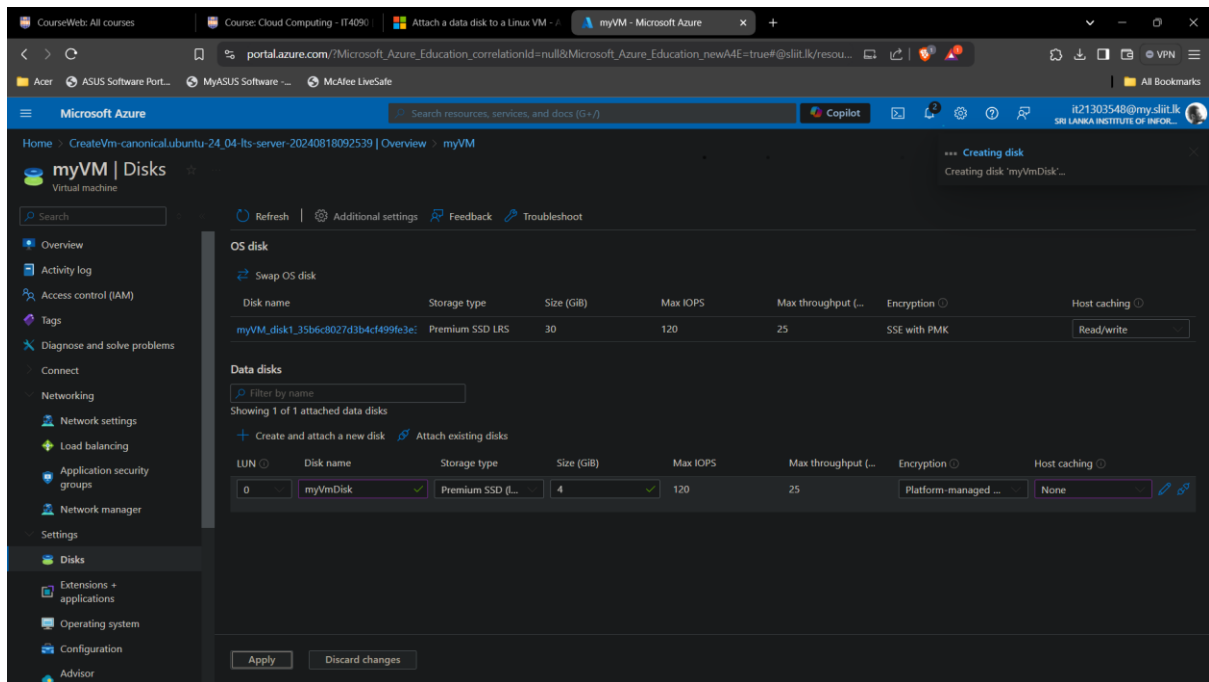 CourseWeb: All courses
Course: Cloud Computing - IT4090 |
Attach a data disk to a Linux VM - A
myVM - Microsoft Azure
portal.azure.com/?Microsoft_Azure_Education_correlationId=null&Microsoft_Azure_Education_newA4E=true#@sliit.lk/resou...
VPN
Acer
ASUS Software Port...
MyASUS Software -...
McAfee LiveSafe
All Bookmarks
Microsoft Azure
Search resources, services, and docs (G+/)
Copilot
2
it21303548@my.sliit.lk
SRI LANKA INSTITUTE OF INFOR...
Home > CreateVm-canonical.ubuntu-24_04-lts-server-20240818092539 | Overview > myVM
myVM | Disks
Virtual machine
Creating disk
Creating disk 'myVmDisk'...
Search
Refresh
Additional settings
Feedback
Troubleshoot
Overview
Activity log
Access control (IAM)
Tags
Diagnose and solve problems
Connect
Networking
Network settings
Load balancing
Application security groups
Network manager
Settings
Disks
Extensions + applications
Operating system
Configuration
Advisor
OS disk
Swap OS disk
Disk name Storage type Size (GiB) Max IOPS Max throughput (... Encryption Host caching
myVM_disk1_35b6c8027d3b4cf499fe3e3 Premium SSD LRS 30 120 25 SSE with PMK Read/write
Data disks
Filter by name
Showing 1 of 1 attached data disks
Create and attach a new disk
Attach existing disks
LUN Disk name Storage type Size (GiB) Max IOPS Max throughput (... Encryption Host caching
0 myVmDisk Premium SSD (l... 4 120 25 Platform-managed ... None
Apply
Discard changes